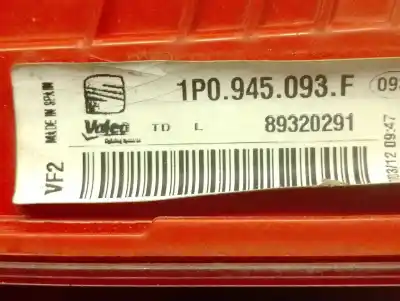 MADE IN SPAIN
VF2
1P0.945.093.F
Valeo TD L 89320291
03/12 09:47